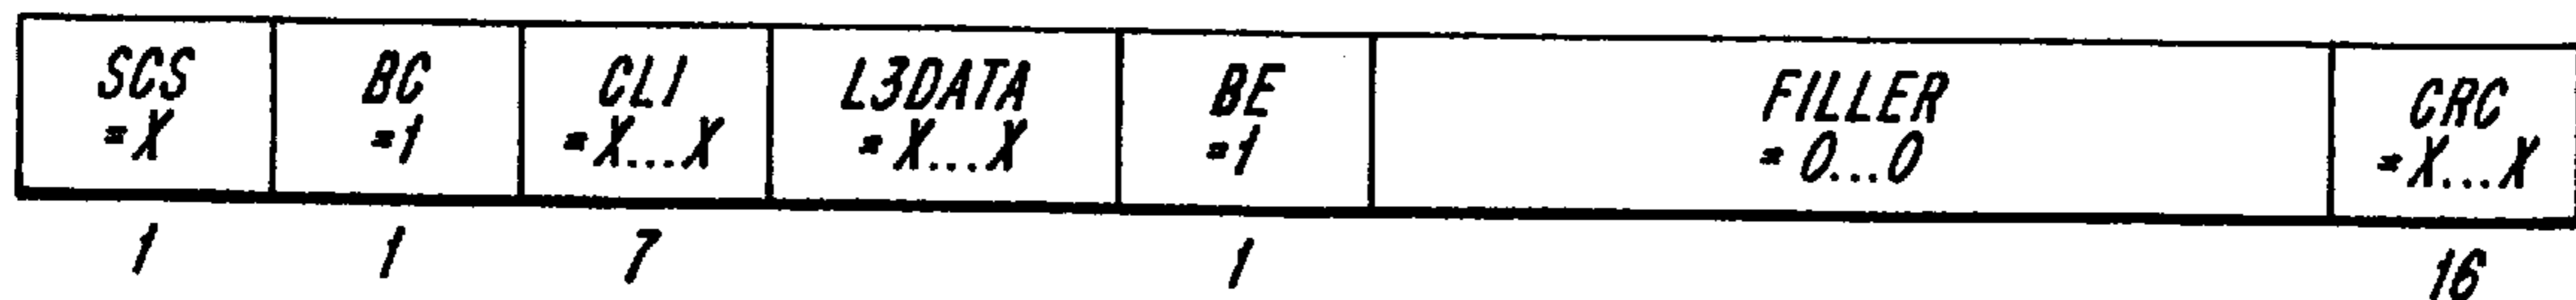 SCS BC CLI L3DATA BE FILLER CRC
=X =1 =X...X =X...X =1 =0...0 =X...X
1 1 7 1 16